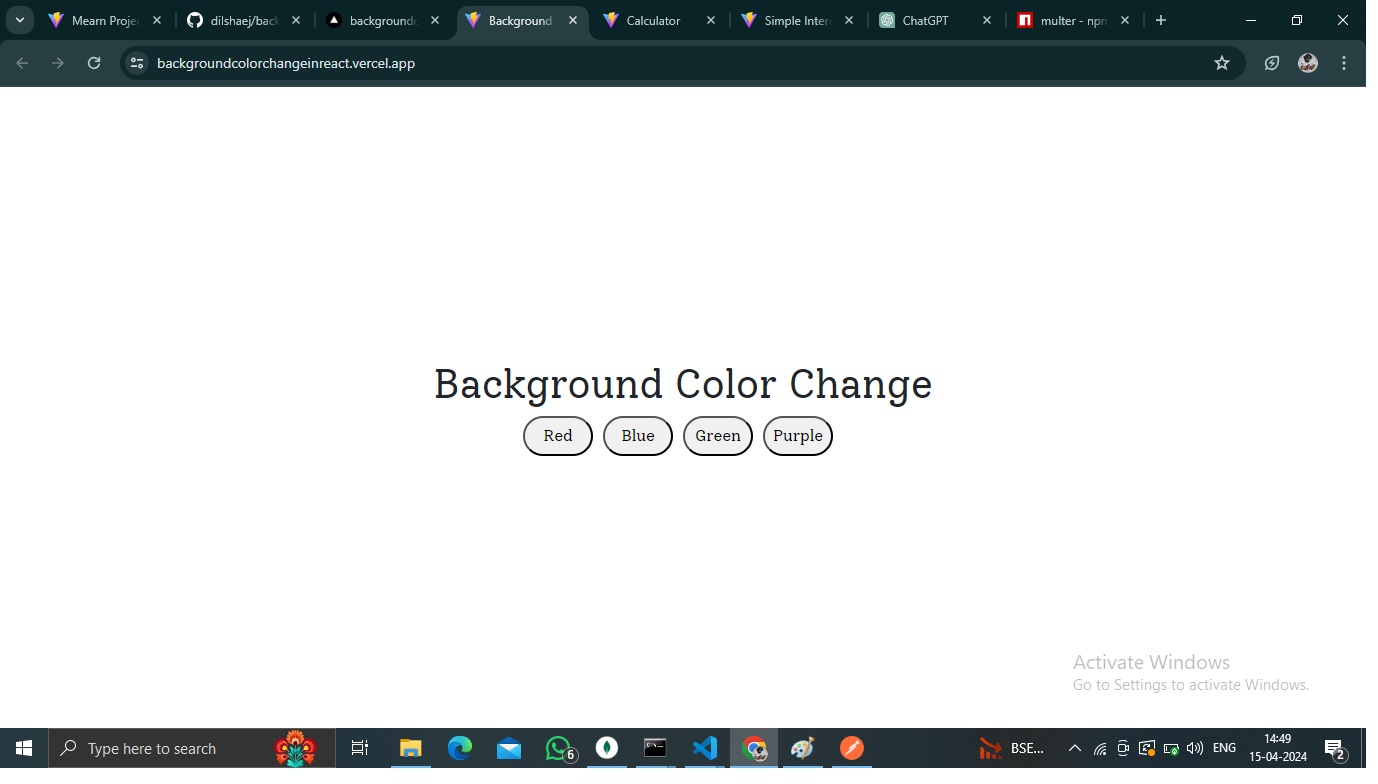 Mearn Proje
dilshaej/back
backgroundc
Background
Calculator
Simple Inter
ChatGPT
multer - npm
backgroundcolorchangeinreact.vercel.app
Background Color Change
Red
Blue
Green
Purple
Activate Windows
Go to Settings to activate Windows.
Type here to search
6
BSE...
ENG
14:49
15-04-2024
2